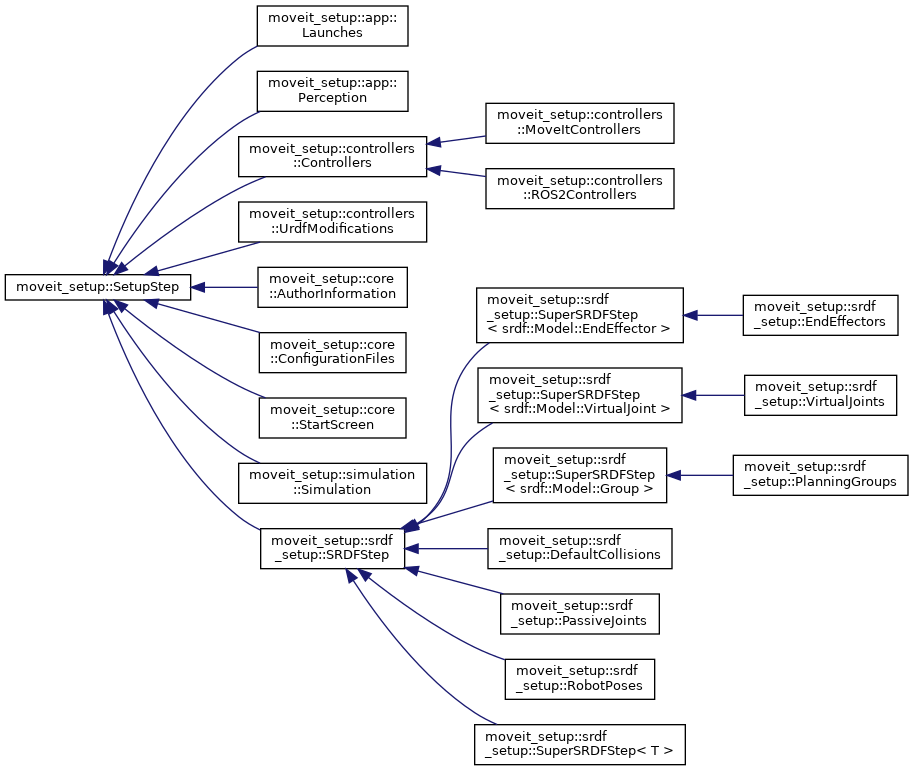 moveit_setup::app::
Launches
moveit_setup::app::
Perception
moveit_setup::controllers
::MoveItControllers
moveit_setup::controllers
::Controllers
moveit_setup::controllers
::ROS2Controllers
moveit_setup::controllers
::UrdfModifications
moveit_setup::SetupStep
moveit_setup::core
::AuthorInformation
moveit_setup::srdf
_setup::SuperSRDFStep
< srdf::Model::EndEffector >
moveit_setup::srdf
_setup::EndEffectors
moveit_setup::core
::ConfigurationFiles
moveit_setup::srdf
_setup::SuperSRDFStep
< srdf::Model::VirtualJoint >
moveit_setup::srdf
_setup::VirtualJoints
moveit_setup::core
::StartScreen
moveit_setup::srdf
_setup::SuperSRDFStep
< srdf::Model::Group >
moveit_setup::srdf
_setup::PlanningGroups
moveit_setup::simulation
::Simulation
moveit_setup::srdf
_setup::SRDFStep
moveit_setup::srdf
_setup::DefaultCollisions
moveit_setup::srdf
_setup::PassiveJoints
moveit_setup::srdf
_setup::RobotPoses
moveit_setup::srdf
_setup::SuperSRDFStep< T >